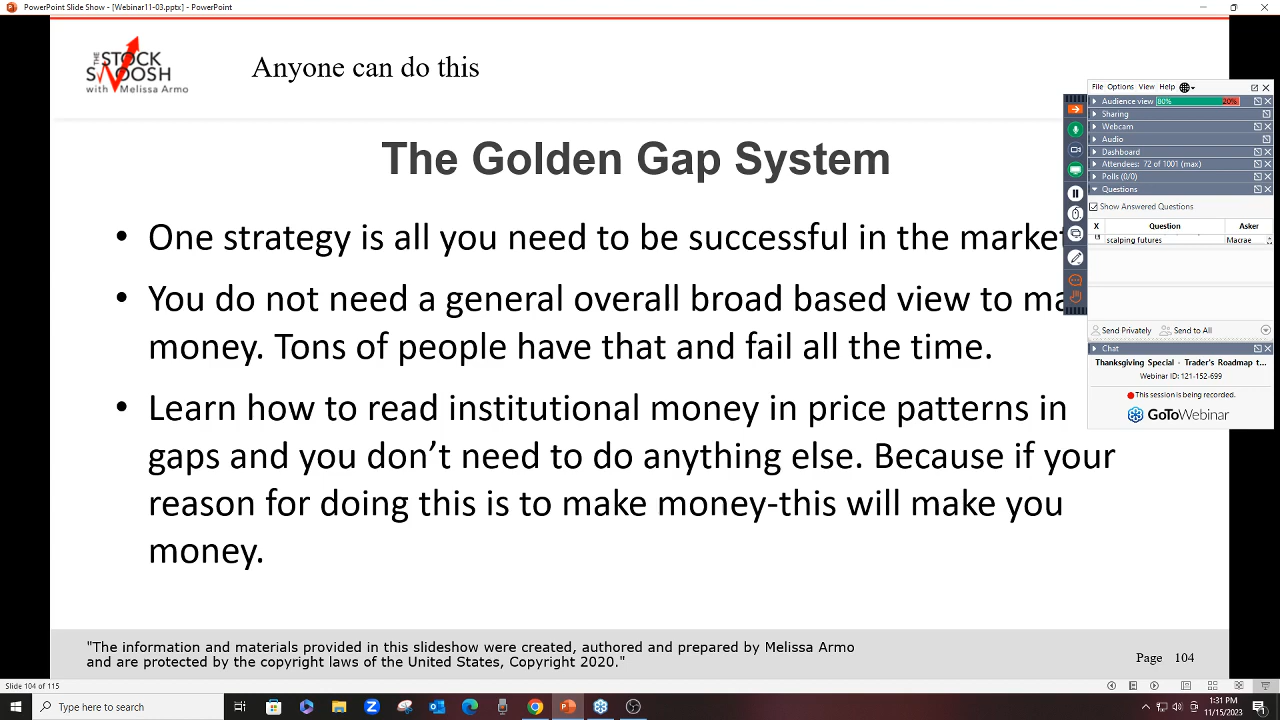 PowerPoint Slide Show - [Webinar11-03.pptx] - PowerPoint
THE STOCK SWOOSH
with Melissa Armo
Anyone can do this
The Golden Gap System
• One strategy is all you need to be successful in the market
• You do not need a general overall broad based view to ma
money. Tons of people have that and fail all the time.
• Learn how to read institutional money in price patterns in
gaps and you don't need to do anything else. Because if your
reason for doing this is to make money-this will make you
money.
"The information and materials provided in this slideshow were created, authored and prepared by Melissa Armo
and are protected by the copyright laws of the United States, Copyright 2020."
Page 104
File Options View Help
Audience view 80% 20%
Sharing
Webcam
Audio
Dashboard
Attendees: 72 of 1001 (max)
Polls (0/0)
Questions
Show Answered Questions
X Question Asker
scalping futures Macrae
Send Privately Send to All
Chat
Thanksgiving Special - Trader's Roadmap t...
Webinar ID: 121-152-699
This session is being recorded.
GoToWebinar
Slide 104 of 115
Type here to search
1:31 PM
11/15/2023